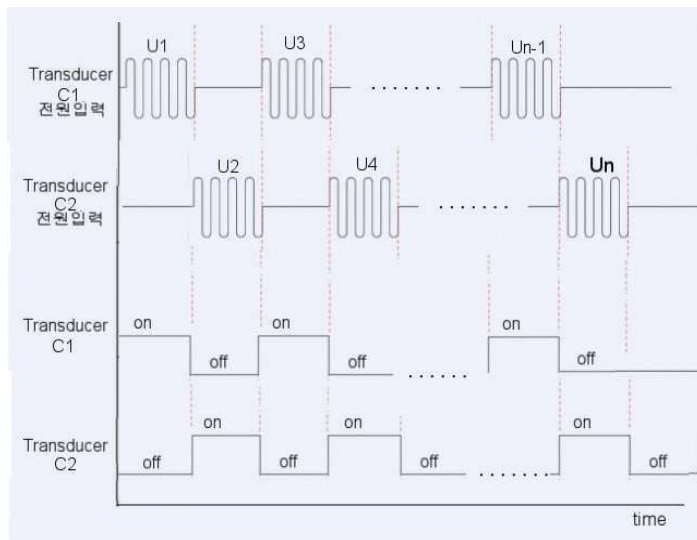 U1 U3 Un-1
Transducer
C1
전원입력
U2 U4 Un
Transducer
C2
전원입력
on on on
Transducer
C1
off off off
on on on
Transducer
C2
off off off off
time